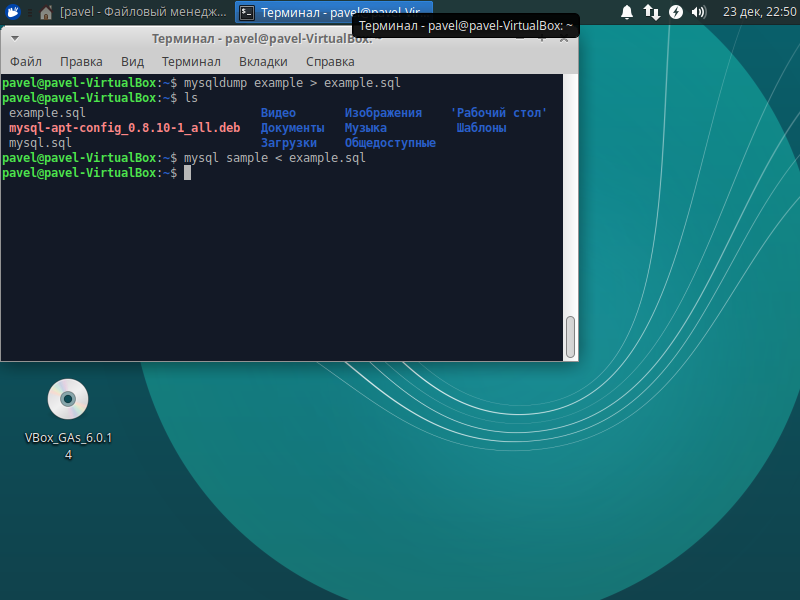 [pavel - Файловый менедж...
Терминал - pavel@pavel-Vir...
23 дек, 22:50
Терминал - pavel@pavel-VirtualBox: ~
Терминал - pavel@pavel-VirtualBox:
Файл Правка Вид Терминал Вкладки Справка
pavel@pavel-VirtualBox:~$ mysqldump example > example.sql
pavel@pavel-VirtualBox:~$ ls
example.sql Видео Изображения 'Рабочий стол'
mysql-apt-config_0.8.10-1_all.deb Документы Музыка Шаблоны
mysql.sql Загрузки Общедоступные
pavel@pavel-VirtualBox:~$ mysql sample < example.sql
pavel@pavel-VirtualBox:~$
VBox_GAs_6.0.1
4